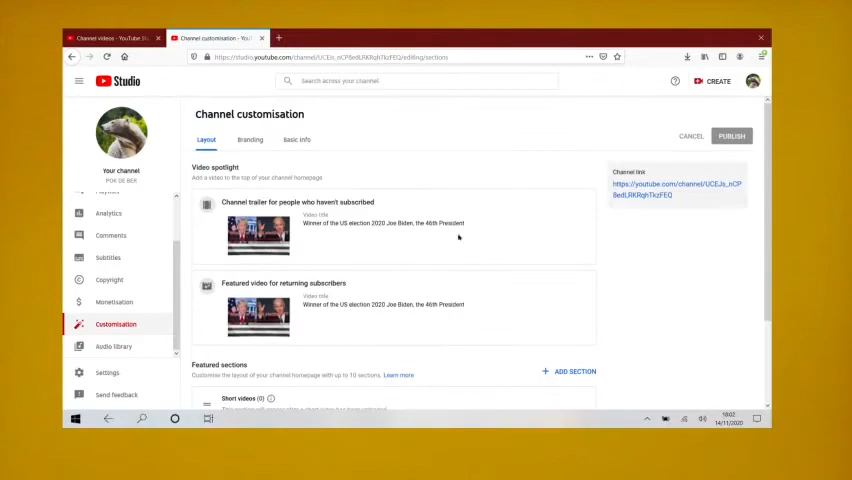 Channel videos - YouTube Stu
Channel customisation - YouT
https://studio.youtube.com/channel/UCEJs_nCP8edLRKRqhTkzFEQ/editing/sections
Studio
Search across your channel
CREATE
Channel customisation
Layout
Branding
Basic info
CANCEL
PUBLISH
Your channel
POK DE BER
Analytics
Comments
Subtitles
Copyright
Monetisation
Customisation
Audio library
Settings
Send feedback
Video spotlight
Add a video to the top of your channel homepage
Channel trailer for people who haven't subscribed
Video title
Winner of the US election 2020 Joe Biden, the 46th President
Featured video for returning subscribers
Video title
Winner of the US election 2020 Joe Biden, the 46th President
Featured sections
Customise the layout of your channel homepage with up to 10 sections. Learn more
ADD SECTION
Short videos (0)
Channel link
https://youtube.com/channel/UCEJs_nCP
8edLRKRqhTkzFEQ
18:02
14/11/2020